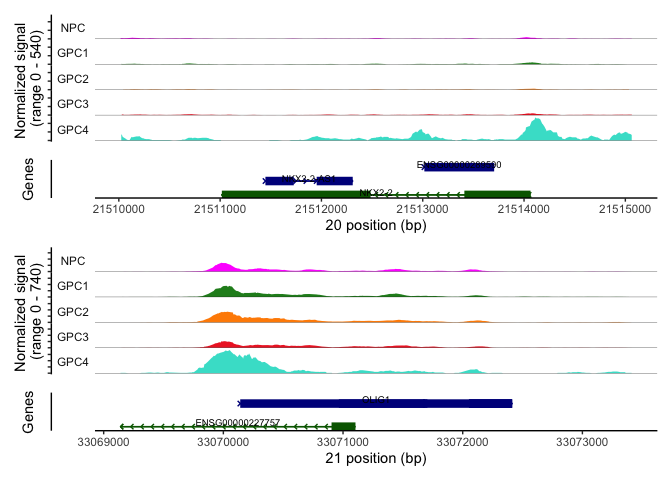 Normalized signal
(range 0 - 540)
NPC
GPC1
GPC2
GPC3
GPC4
Genes
NKX2-2
21510000 21511000 21512000 21513000 21514000 21515000
20 position (bp)
Normalized signal
(range 0 - 740)
NPC
GPC1
GPC2
GPC3
GPC4
Genes
OLIG1
ENSG00000227757
33069000 33070000 33071000 33072000 33073000
21 position (bp)